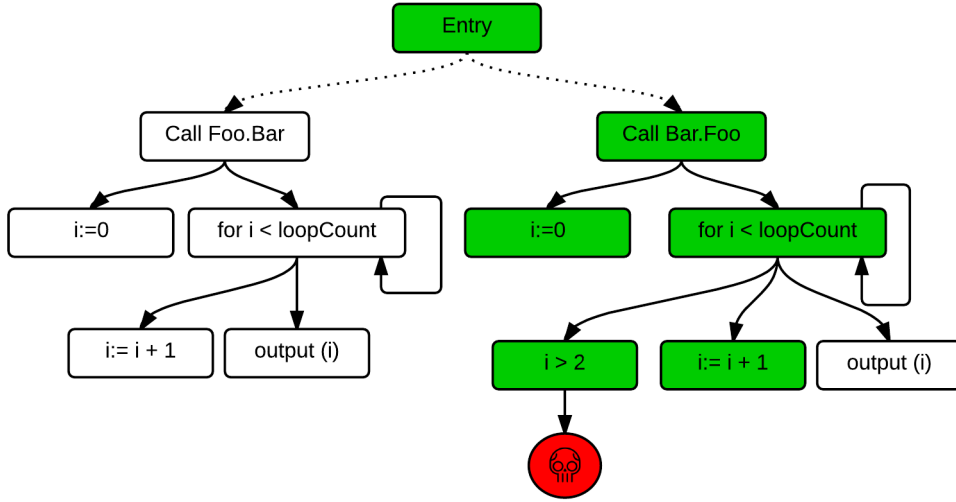 Entry
Call Foo.Bar
Call Bar.Foo
i:=0
for i < loopCount
i:=0
for i < loopCount
i:= i + 1
output (i)
i > 2
i:= i + 1
output (i)